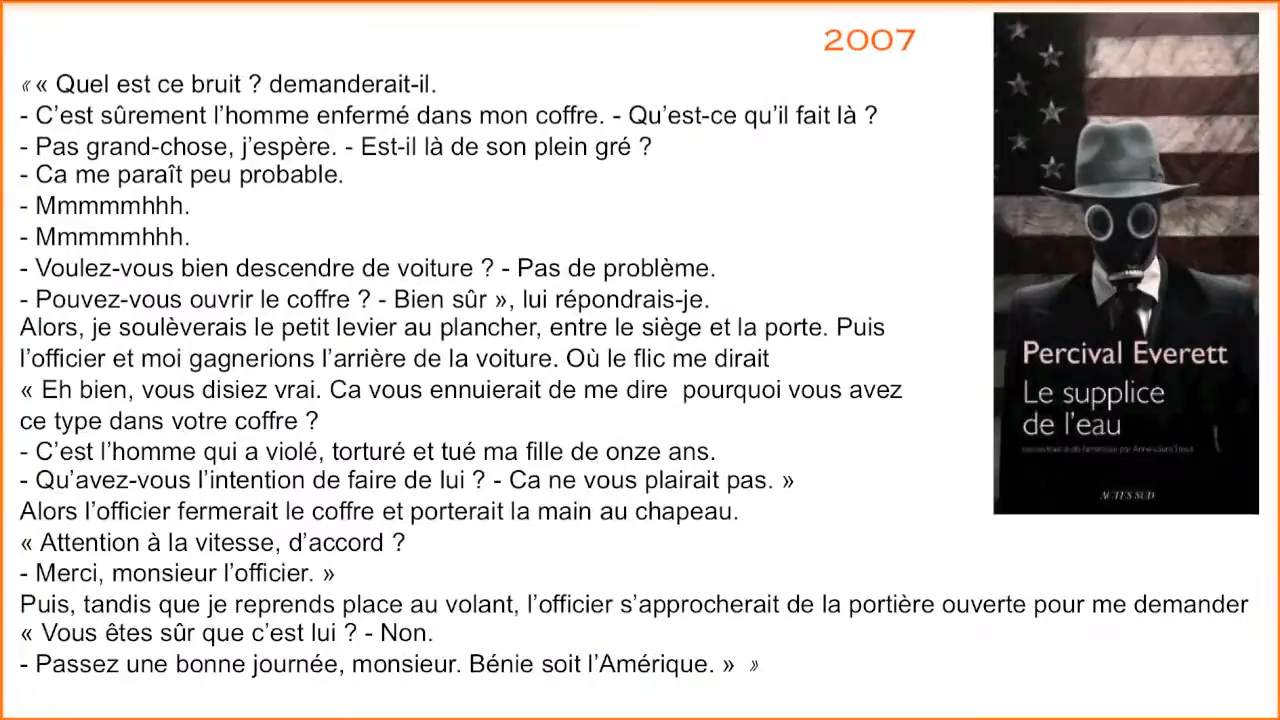 2007
« « Quel est ce bruit ? demanderait-il.
- C’est sûrement l’homme enfermé dans mon coffre. - Qu’est-ce qu’il fait là ?
- Pas grand-chose, j’espère. - Est-il là de son plein gré ?
- Ca me paraît peu probable.
- Mmmmmhhh.
- Mmmmmhhh.
- Voulez-vous bien descendre de voiture ? - Pas de problème.
- Pouvez-vous ouvrir le coffre ? - Bien sûr », lui répondrais-je.
Alors, je soulèverais le petit levier au plancher, entre le siège et la porte. Puis
l’officier et moi gagnerions l’arrière de la voiture. Où le flic me dirait
« Eh bien, vous disiez vrai. Ca vous ennuierait de me dire  pourquoi vous avez
ce type dans votre coffre ?
- C’est l’homme qui a violé, torturé et tué ma fille de onze ans.
- Qu’avez-vous l’intention de faire de lui ? - Ca ne vous plairait pas. »
Alors l’officier fermerait le coffre et porterait la main au chapeau.
« Attention à la vitesse, d’accord ?
- Merci, monsieur l’officier. »
Puis, tandis que je reprends place au volant, l’officier s’approcherait de la portière ouverte pour me demander
« Vous êtes sûr que c’est lui ? - Non.
- Passez une bonne journée, monsieur. Bénie soit l’Amérique. »  »
Percival Everett
Le supplice
de l’eau
par Anne-Laure Tissut
ACTES SUD